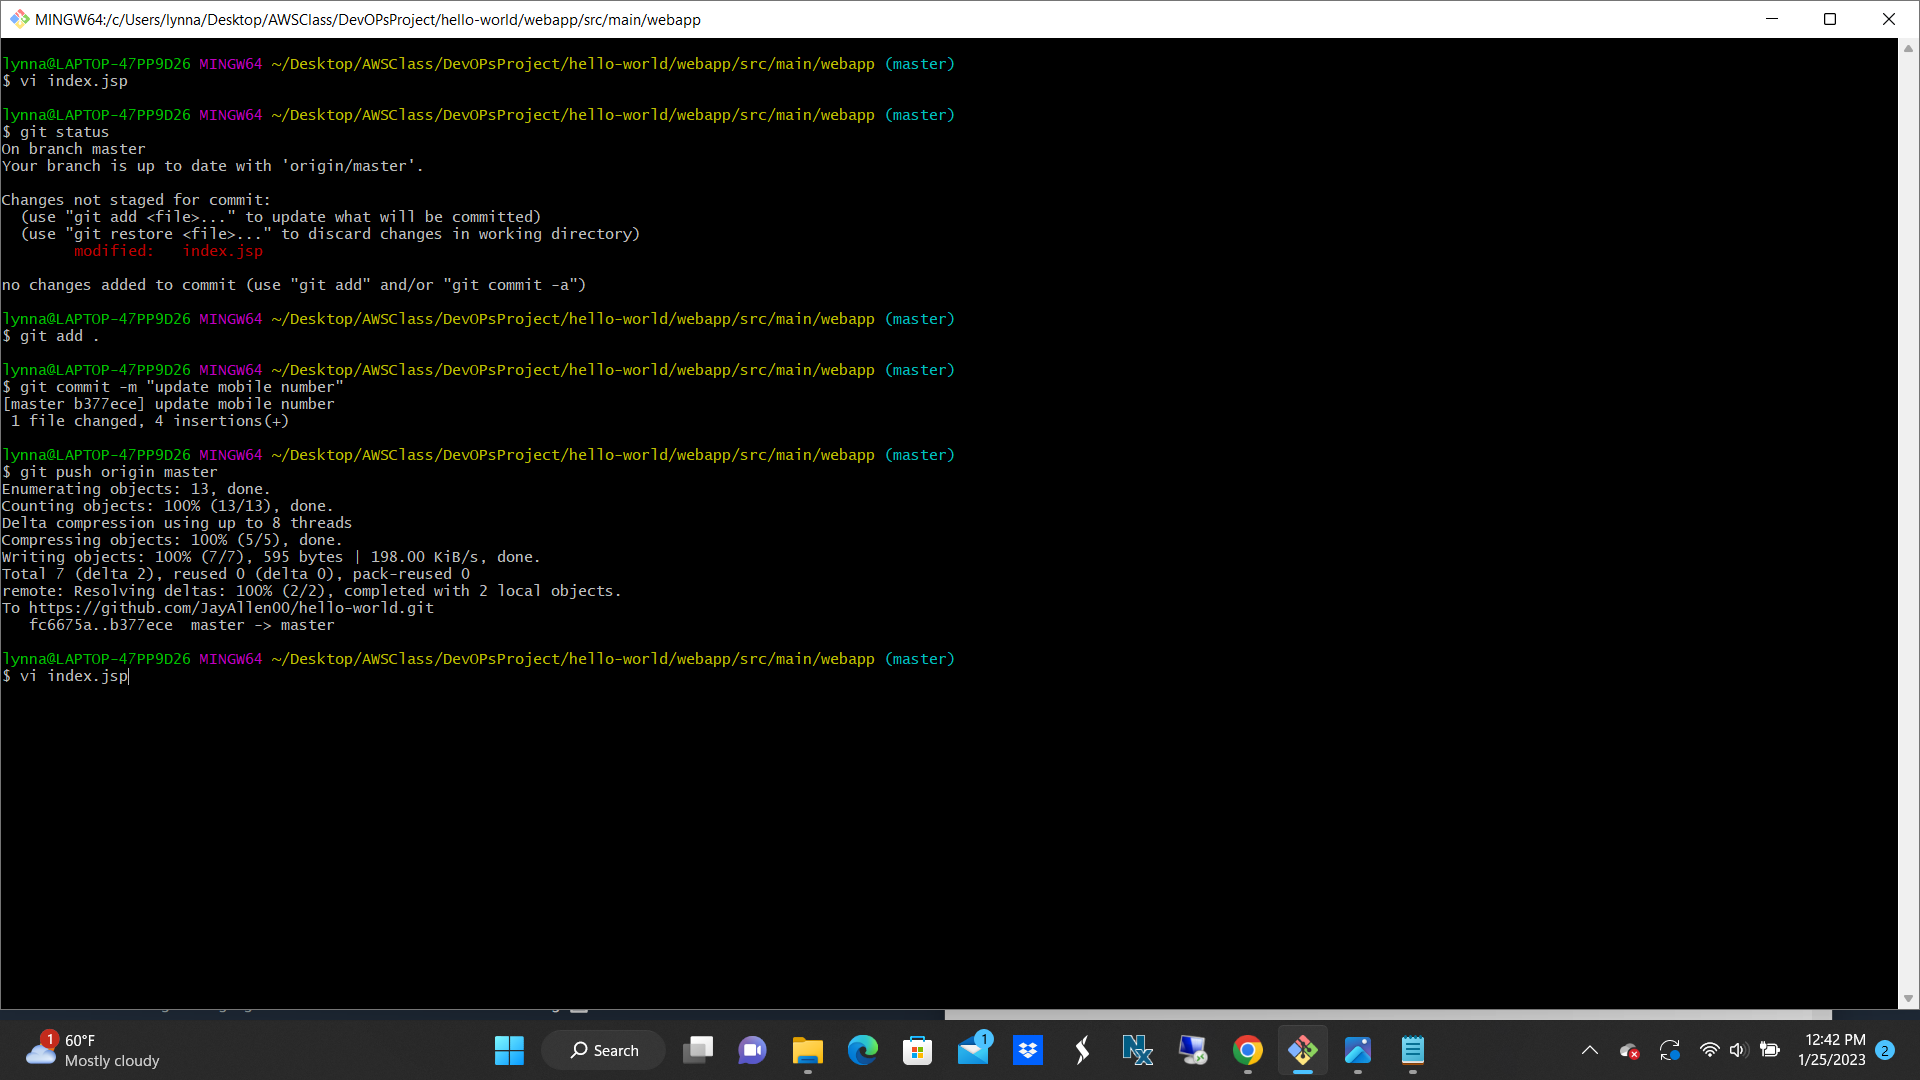 MINGW64:/c/Users/lynna/Desktop/AWSClass/DevOPsProject/hello-world/webapp/src/main/webapp
lynna@LAPTOP-47PP9D26 MINGW64 ~/Desktop/AWSClass/DevOPsProject/hello-world/webapp/src/main/webapp (master)
$ vi index.jsp
lynna@LAPTOP-47PP9D26 MINGW64 ~/Desktop/AWSClass/DevOPsProject/hello-world/webapp/src/main/webapp (master)
$ git status
On branch master
Your branch is up to date with 'origin/master'.
Changes not staged for commit:
  (use "git add <file>..." to update what will be committed)
  (use "git restore <file>..." to discard changes in working directory)
        modified:   index.jsp
no changes added to commit (use "git add" and/or "git commit -a")
lynna@LAPTOP-47PP9D26 MINGW64 ~/Desktop/AWSClass/DevOPsProject/hello-world/webapp/src/main/webapp (master)
$ git add .
lynna@LAPTOP-47PP9D26 MINGW64 ~/Desktop/AWSClass/DevOPsProject/hello-world/webapp/src/main/webapp (master)
$ git commit -m "update mobile number"
[master b377ece] update mobile number
 1 file changed, 4 insertions(+)
lynna@LAPTOP-47PP9D26 MINGW64 ~/Desktop/AWSClass/DevOPsProject/hello-world/webapp/src/main/webapp (master)
$ git push origin master
Enumerating objects: 13, done.
Counting objects: 100% (13/13), done.
Delta compression using up to 8 threads
Compressing objects: 100% (5/5), done.
Writing objects: 100% (7/7), 595 bytes | 198.00 KiB/s, done.
Total 7 (delta 2), reused 0 (delta 0), pack-reused 0
remote: Resolving deltas: 100% (2/2), completed with 2 local objects.
To https://github.com/JayAllen00/hello-world.git
   fc6675a..b377ece  master -> master
lynna@LAPTOP-47PP9D26 MINGW64 ~/Desktop/AWSClass/DevOPsProject/hello-world/webapp/src/main/webapp (master)
$ vi index.jsp
1
60°F
Mostly cloudy
Search
1
Nx
12:42 PM
1/25/2023
2